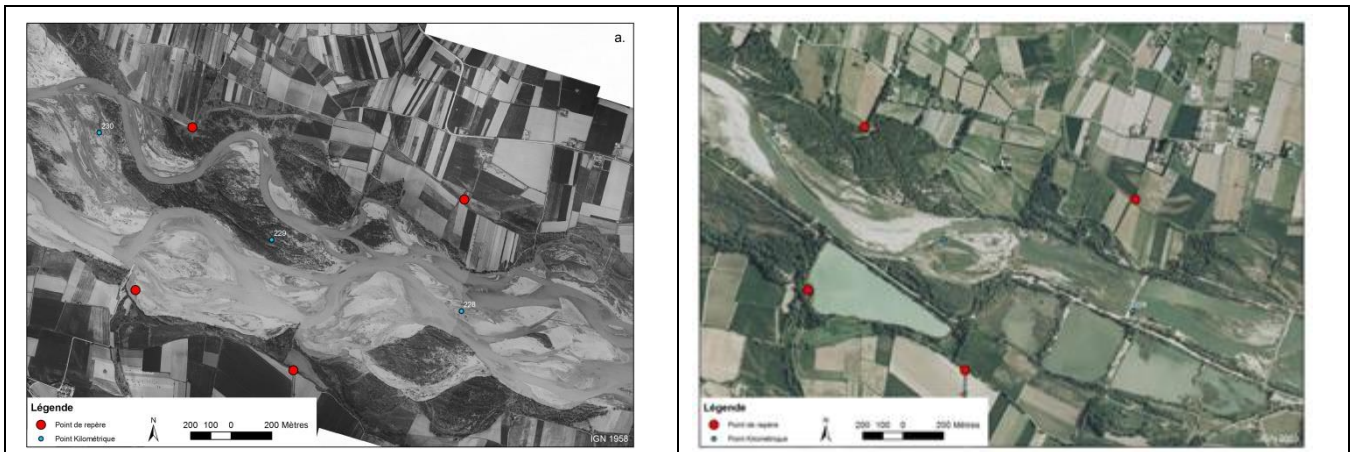 a.
230
229
228
Légende
Point de repère
Point Kilométrique
N
200 100 0 200 Mètres
IGN 1958
Légende
Point de repère
Point Kilométrique
N
200 100 0 200 Mètres